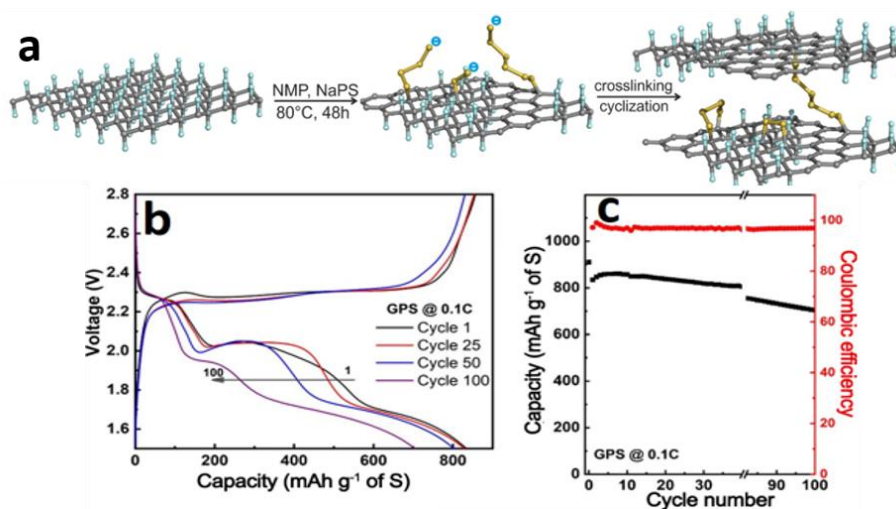 a
NMP, NaPS
80°C, 48h
crosslinking
cyclization
⊖
⊖
⊖
b
Voltage (V)
2.8
2.6
2.4
2.2
2.0
1.8
1.6
GPS @ 0.1C
Cycle 1
Cycle 25
Cycle 50
Cycle 100
100
1
0 200 400 600 800
Capacity (mAh g⁻¹ of S)
c
Capacity (mAh g⁻¹ of S)
1000
800
600
400
200
0
100
80
60
40
20
0
Coulombic efficiency
GPS @ 0.1C
0 10 20 30 90 100
Cycle number